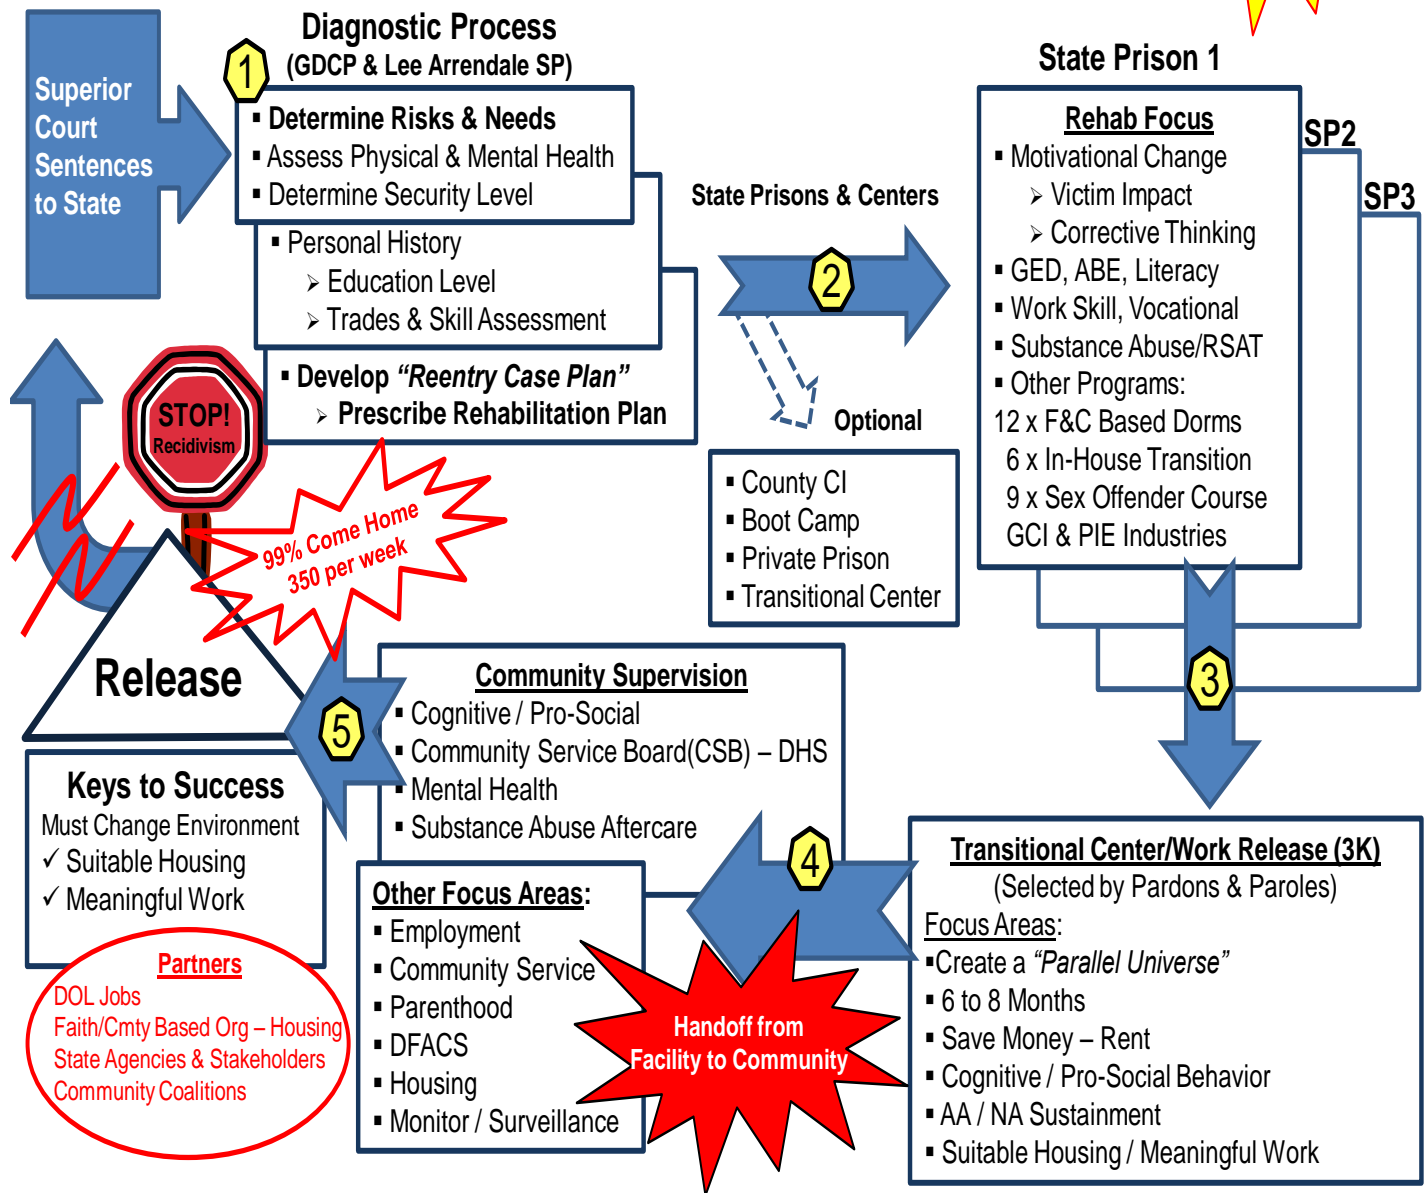 Diagnostic Process
(GDCP & Lee Arrendale SP)
1
Superior
Court
Sentences
to State
▪ Determine Risks & Needs
▪ Assess Physical & Mental Health
▪ Determine Security Level
▪ Personal History
➢ Education Level
➢ Trades & Skill Assessment
▪ Develop “Reentry Case Plan”
➢ Prescribe Rehabilitation Plan
State Prisons & Centers
2
Optional
▪ County CI
▪ Boot Camp
▪ Private Prison
▪ Transitional Center
State Prison 1
SP2
SP3
Rehab Focus
▪ Motivational Change
➢ Victim Impact
➢ Corrective Thinking
▪ GED, ABE, Literacy
▪ Work Skill, Vocational
▪ Substance Abuse/RSAT
▪ Other Programs:
12 x F&C Based Dorms
6 x In-House Transition
9 x Sex Offender Course
GCI & PIE Industries
3
Transitional Center/Work Release (3K)
(Selected by Pardons & Paroles)
Focus Areas:
▪Create a “Parallel Universe”
▪ 6 to 8 Months
▪ Save Money – Rent
▪ Cognitive / Pro-Social Behavior
▪ AA / NA Sustainment
▪ Suitable Housing / Meaningful Work
4
Handoff from
Facility to Community
Community Supervision
▪ Cognitive / Pro-Social
▪ Community Service Board(CSB) – DHS
▪ Mental Health
▪ Substance Abuse Aftercare
Other Focus Areas:
▪ Employment
▪ Community Service
▪ Parenthood
▪ DFACS
▪ Housing
▪ Monitor / Surveillance
5
99% Come Home
350 per week
STOP!
Recidivism
Release
Keys to Success
Must Change Environment
✓ Suitable Housing
✓ Meaningful Work
Partners
DOL Jobs
Faith/Cmty Based Org – Housing
State Agencies & Stakeholders
Community Coalitions